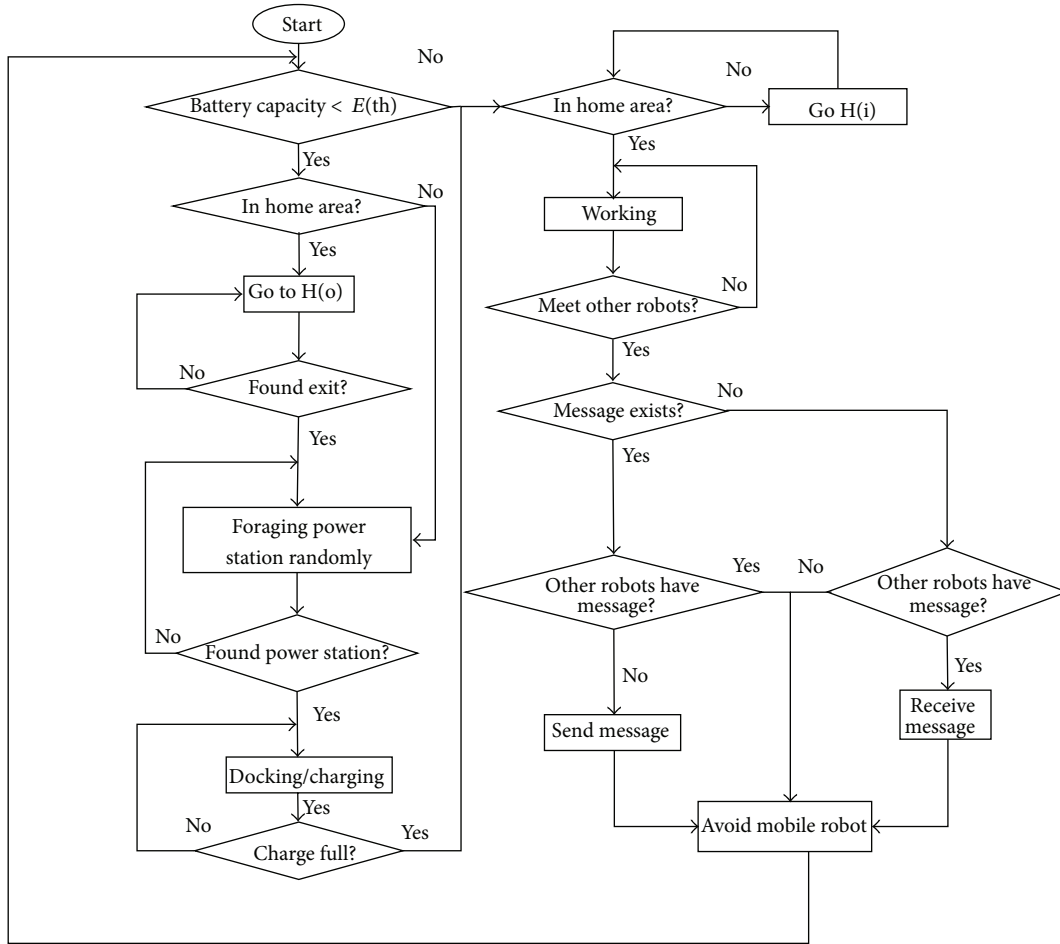 Start
No
Battery capacity < E(th)
Yes
No
In home area?
Yes
Go to H(o)
No
Found exit?
Yes
Foraging power
station randomly
No
Found power station?
Yes
Docking/charging
Yes
No
Yes
Charge full?
In home area?
No
Go H(i)
Yes
Working
No
Meet other robots?
Yes
No
Message exists?
Yes
Yes
No
Other robots have
message?
Other robots have
message?
No
Yes
Send message
Receive
message
Avoid mobile robot